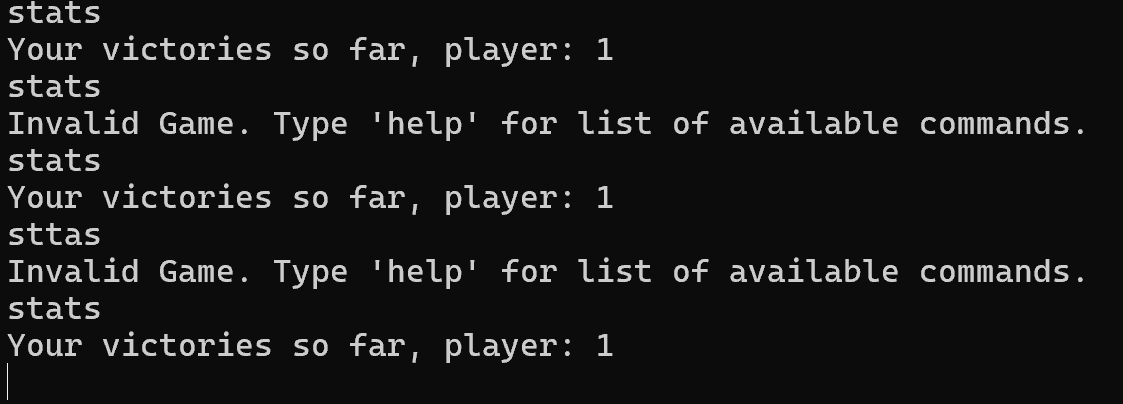 stats
Your victories so far, player: 1
stats
Invalid Game. Type 'help' for list of available commands.
stats
Your victories so far, player: 1
sttas
Invalid Game. Type 'help' for list of available commands.
stats
Your victories so far, player: 1